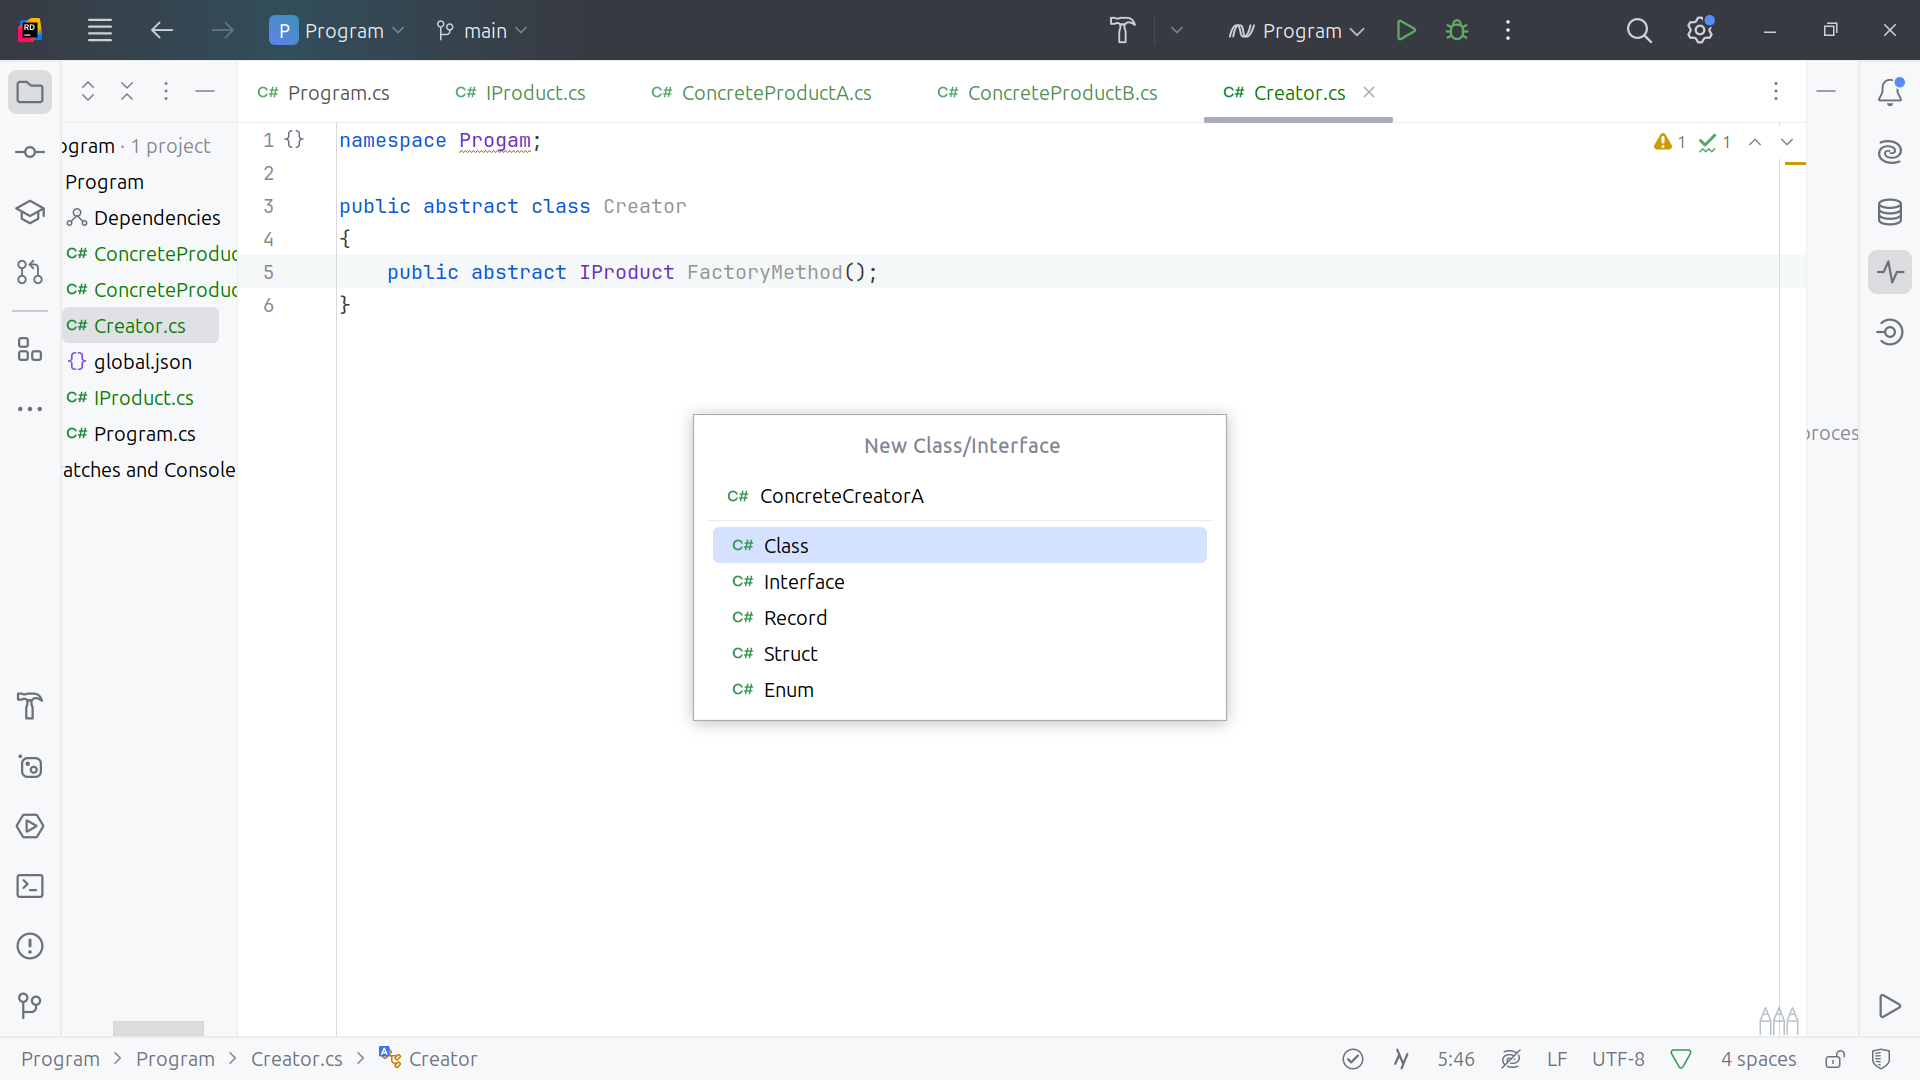 Program main Program
Program.cs IProduct.cs ConcreteProductA.cs ConcreteProductB.cs Creator.cs
ogram · 1 project
Program
Dependencies
C# ConcreteProduc
C# ConcreteProduc
C# Creator.cs
{} global.json
C# IProduct.cs
C# Program.cs
atches and Console
1 {} namespace Progam;
2
3 public abstract class Creator
4 {
5 public abstract IProduct FactoryMethod();
6 }
1 1
proces
New Class/Interface
C# ConcreteCreatorA
C# Class
C# Interface
C# Record
C# Struct
C# Enum
Program > Program > Creator.cs > Creator 5:46 LF UTF-8 4 spaces